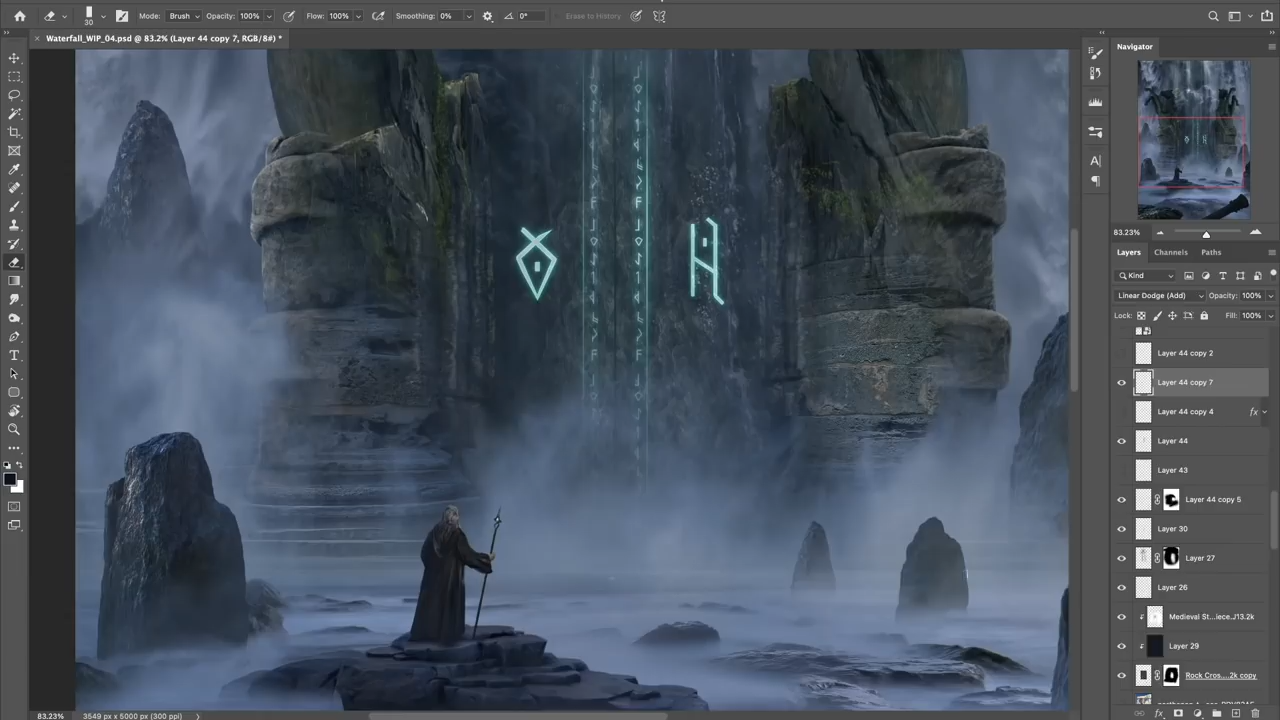 30
Mode: Brush Opacity: 100% Flow: 100% Smoothing: 0% 0° Erase to History
× Waterfall_WIP_04.psd @ 83.2% (Layer 44 copy 7, RGB/8#) *
Navigator
83.23%
Layers Channels Paths
Kind
Linear Dodge (Add) Opacity: 100%
Lock: Fill: 100%
Layer 44 copy 2
Layer 44 copy 7
Layer 44 copy 4 fx
Layer 44
Layer 43
Layer 44 copy 5
Layer 30
Layer 27
Layer 26
Medieval St...iece.J13.2k
Layer 29
Rock Cros....2k copy
83.23% 3549 px x 5000 px (300 ppi)